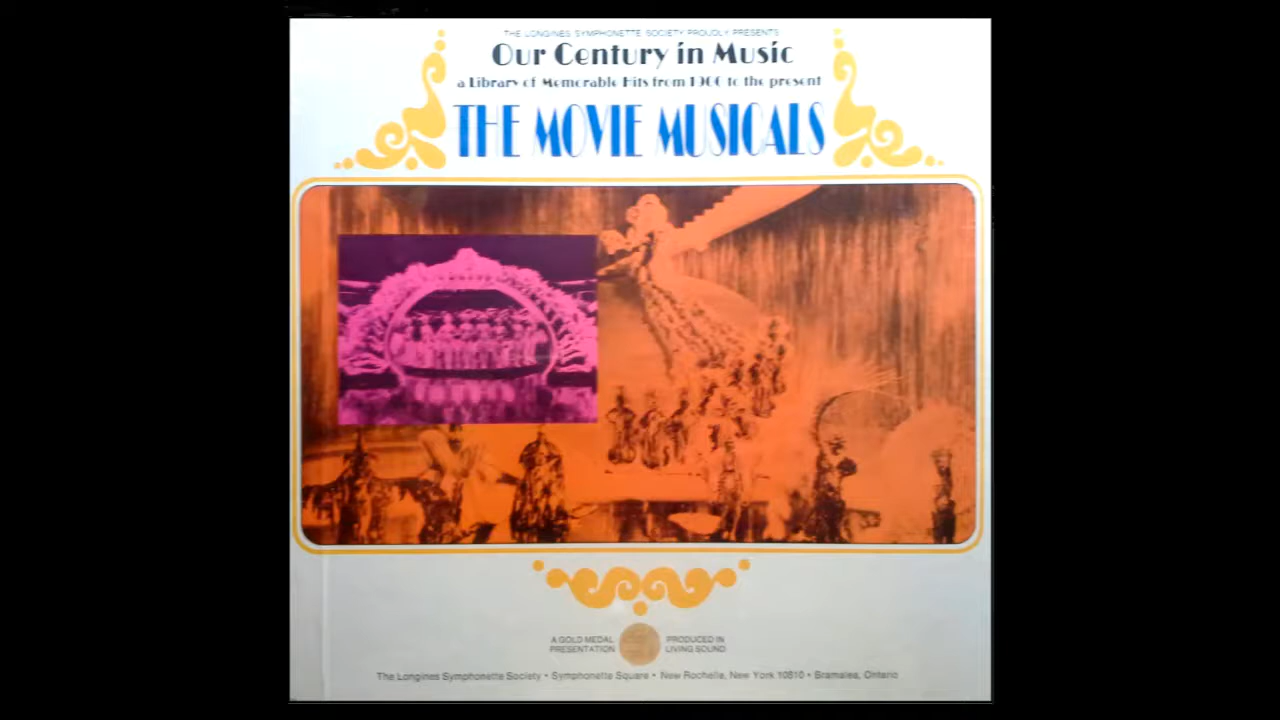 THE LONGINES SYMPHONETTE SOCIETY PROUDLY PRESENTS
Our Century in Music
a Library of Memorable Hits from 1900 to the present
THE MOVIE MUSICALS
A GOLD MEDAL PRODUCED IN
PRESENTATION LIVING SOUND
The Longines Symphonette Society • Symphonette Square • New Rochelle, New York 10810 • Bramalea, Ontario